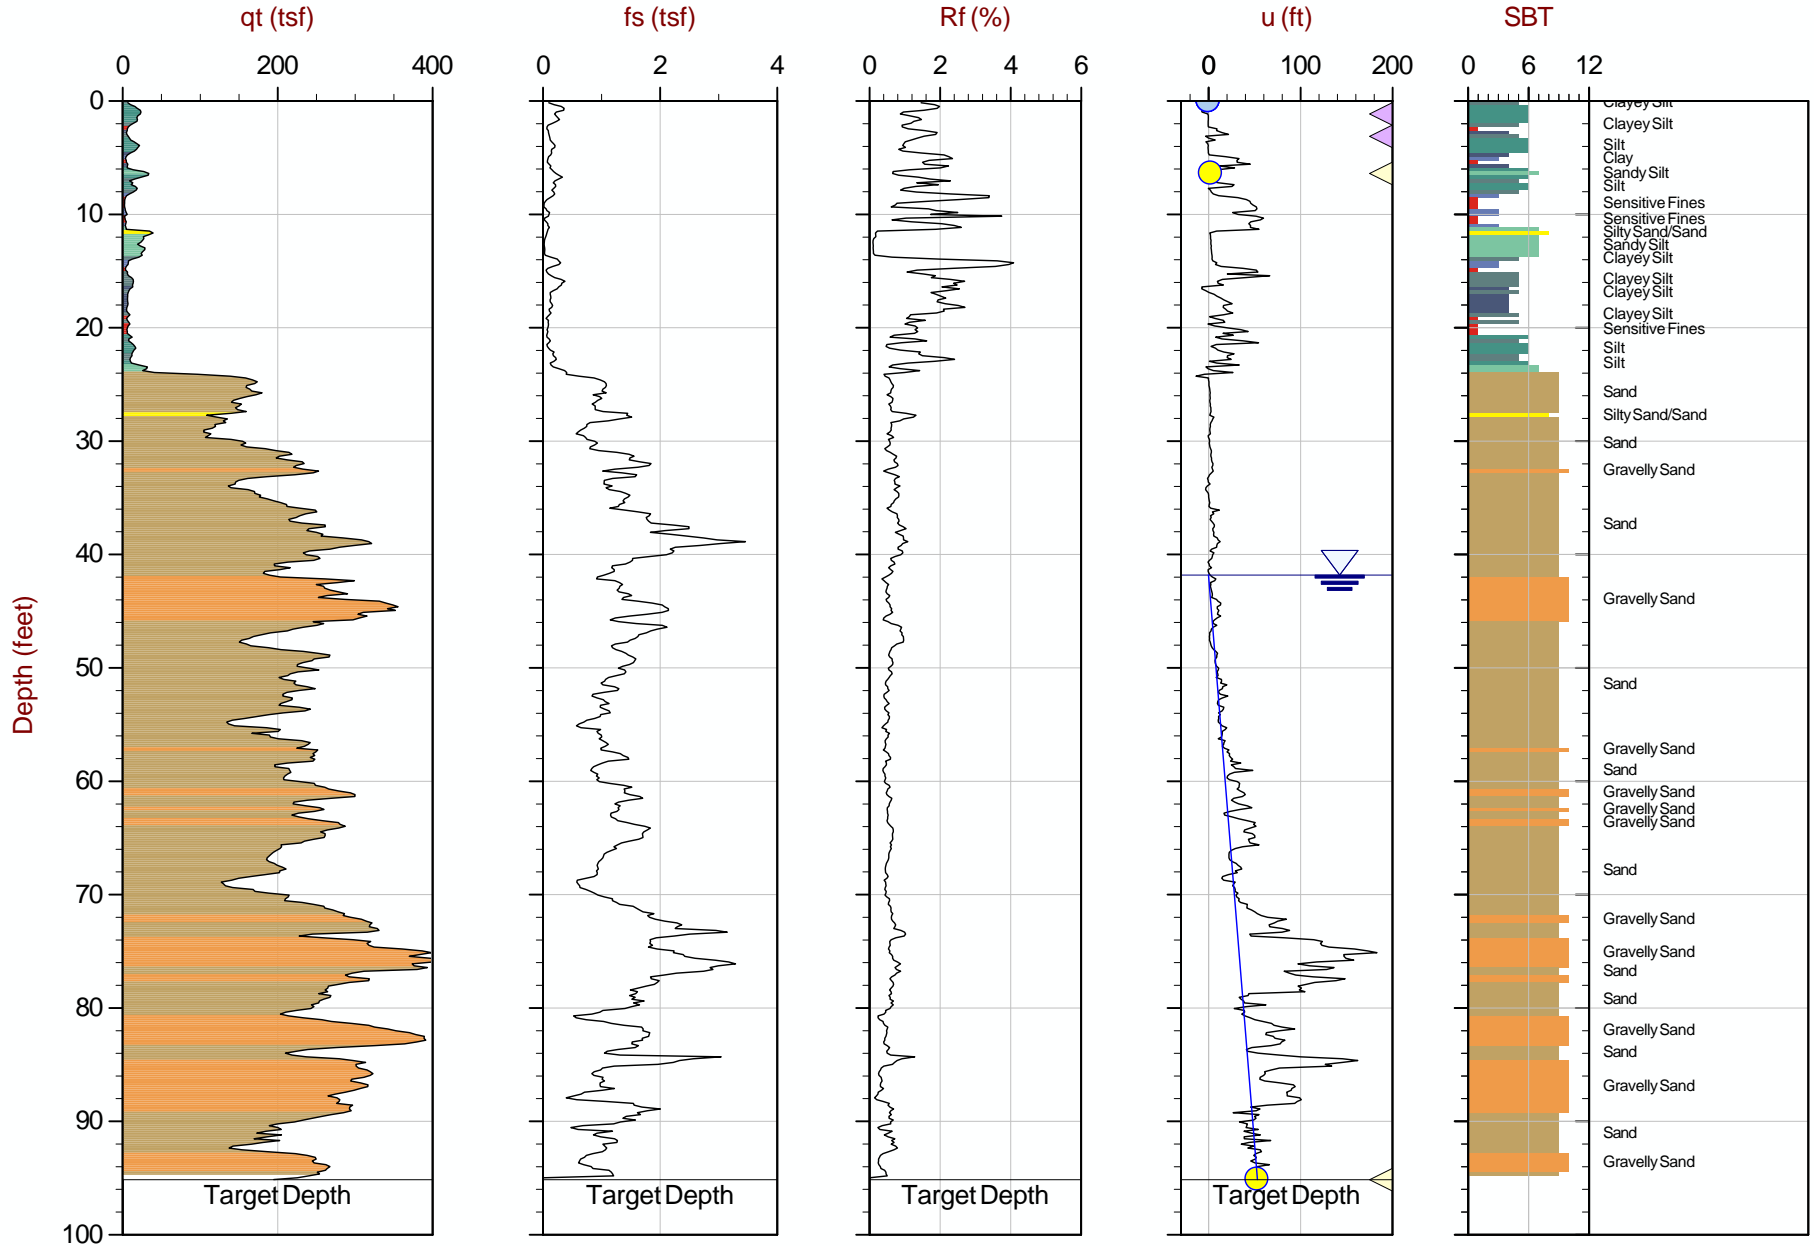 qt (tsf)
fs (tsf)
Rf (%)
u (ft)
SBT
0 200 400
0 2 4
0 2 4 6
0 100 200
0 6 12
Depth (feet)
0
10
20
30
40
50
60
70
80
90
100
Clayey Silt
Clayey Silt
Silt
Clay
Sandy Silt
Silt
Sensitive Fines
Sensitive Fines
Silty Sand/Sand
Sandy Silt
Clayey Silt
Clayey Silt
Clayey Silt
Clayey Silt
Sensitive Fines
Silt
Silt
Sand
Silty Sand/Sand
Sand
Gravelly Sand
Sand
Gravelly Sand
Sand
Gravelly Sand
Sand
Gravelly Sand
Gravelly Sand
Gravelly Sand
Sand
Gravelly Sand
Gravelly Sand
Sand
Sand
Gravelly Sand
Sand
Gravelly Sand
Sand
Gravelly Sand
Target Depth
Target Depth
Target Depth
Target Depth